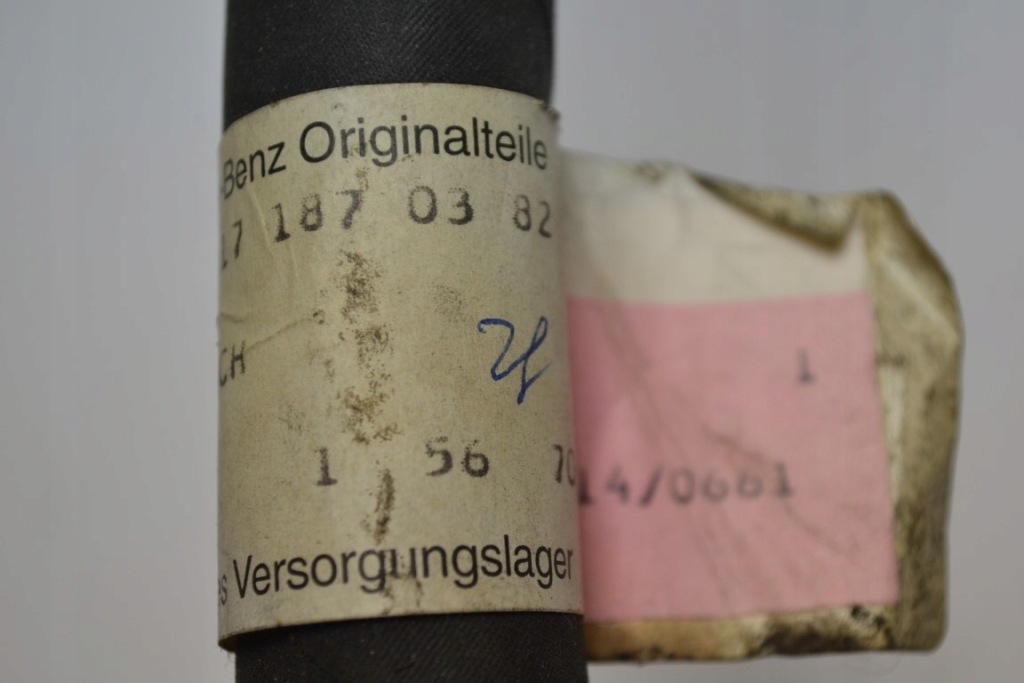 -Benz Originalteile
17 187 03 82
CH
1 56 70
1
14/0661
s Versorgungslager